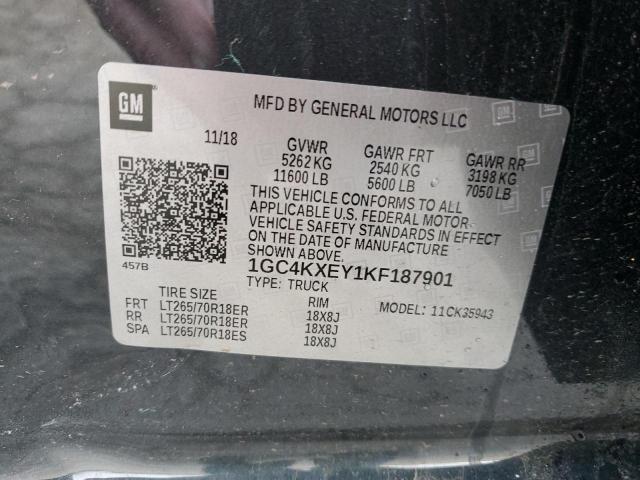 GM
MFD BY GENERAL MOTORS LLC
11/18
GVWR
5262 KG
11600 LB
GAWR FRT
2540 KG
5600 LB
GAWR RR
3198 KG
7050 LB
THIS VEHICLE CONFORMS TO ALL
APPLICABLE U.S. FEDERAL MOTOR
VEHICLE SAFETY STANDARDS IN EFFECT
ON THE DATE OF MANUFACTURE
SHOWN ABOVE.
457B
1GC4KXEY1KF187901
TYPE: TRUCK
MODEL: 11CK35943
TIRE SIZE RIM
FRT LT265/70R18ER 18X8J
RR LT265/70R18ER 18X8J
SPA LT265/70R18ES 18X8J